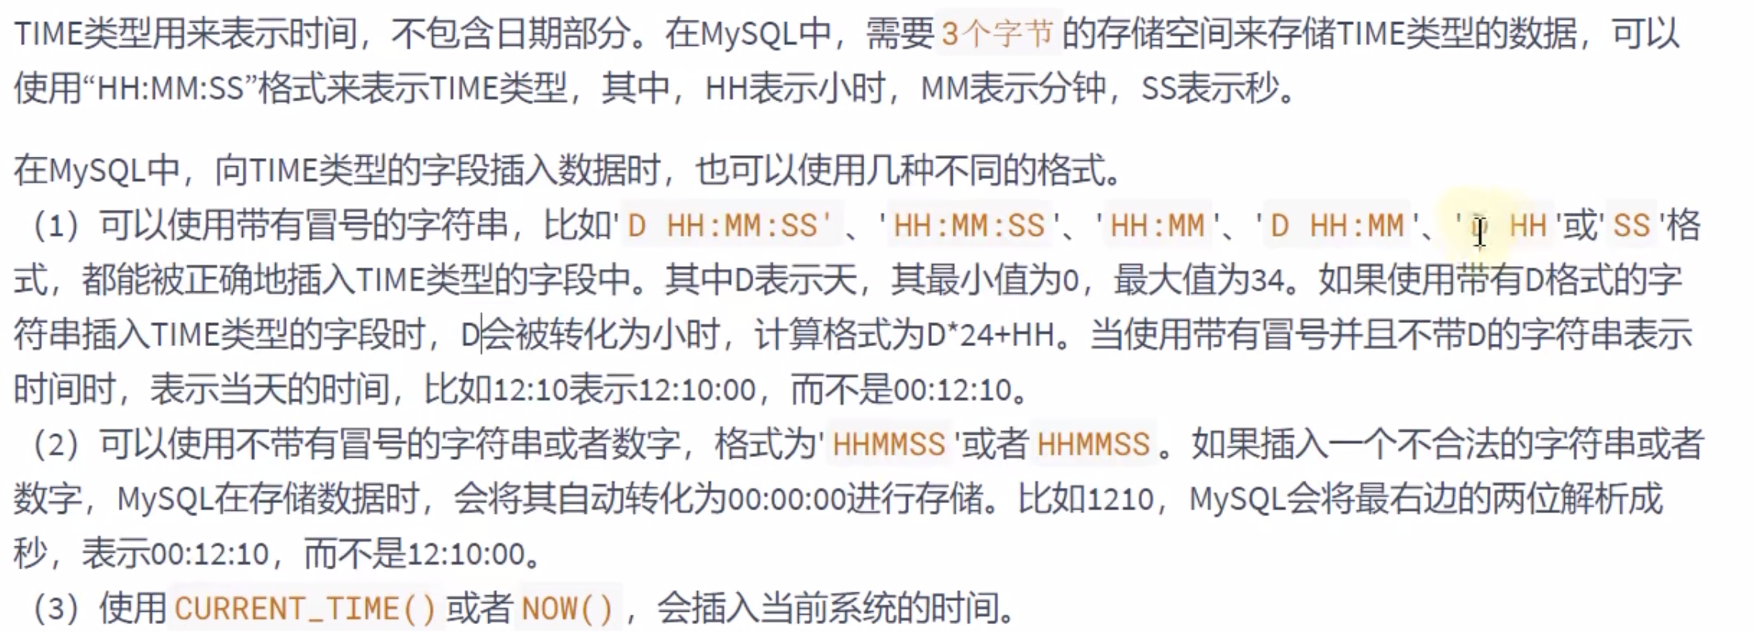 TIME类型用来表示时间，不包含日期部分。在MySQL中，需要 3个字节 的存储空间来存储TIME类型的数据，可以
使用“HH:MM:SS”格式来表示TIME类型，其中，HH表示小时，MM表示分钟，SS表示秒。
在MySQL中，向TIME类型的字段插入数据时，也可以使用几种不同的格式。
（1）可以使用带有冒号的字符串，比如' D HH:MM:SS' 、' HH:MM:SS '、' HH:MM '、' D HH:MM '、' D HH '或' SS '格
式，都能被正确地插入TIME类型的字段中。其中D表示天，其最小值为0，最大值为34。如果使用带有D格式的字
符串插入TIME类型的字段时，D会被转化为小时，计算格式为D*24+HH。当使用带有冒号并且不带D的字符串表示
时间时，表示当天的时间，比如12:10表示12:10:00，而不是00:12:10。
（2）可以使用不带有冒号的字符串或者数字，格式为' HHMMSS '或者 HHMMSS 。如果插入一个不合法的字符串或者
数字，MySQL在存储数据时，会将其自动转化为00:00:00进行存储。比如1210，MySQL会将最右边的两位解析成
秒，表示00:12:10，而不是12:10:00。
（3）使用 CURRENT_TIME() 或者 NOW() ，会插入当前系统的时间。